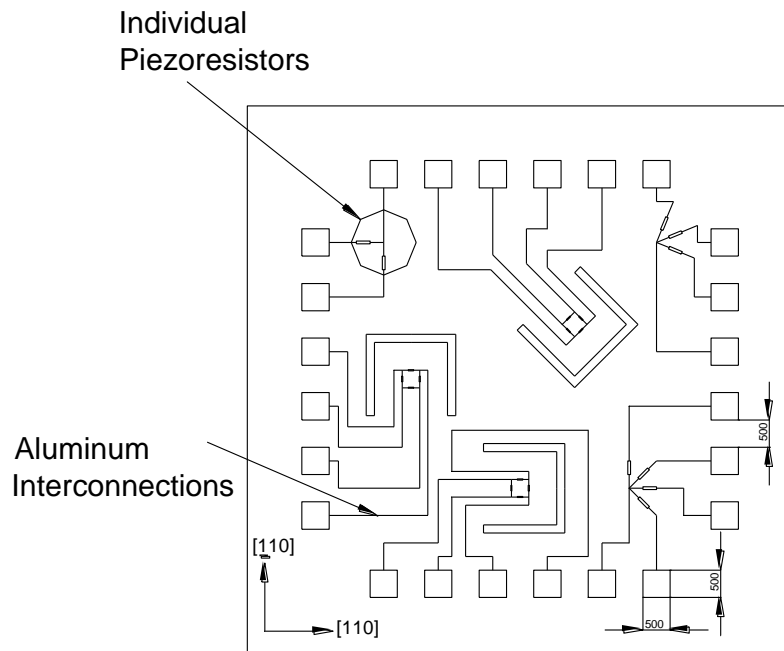 Individual
Piezoresistors
Aluminum
Interconnections
500
[110]
[110]
500
500